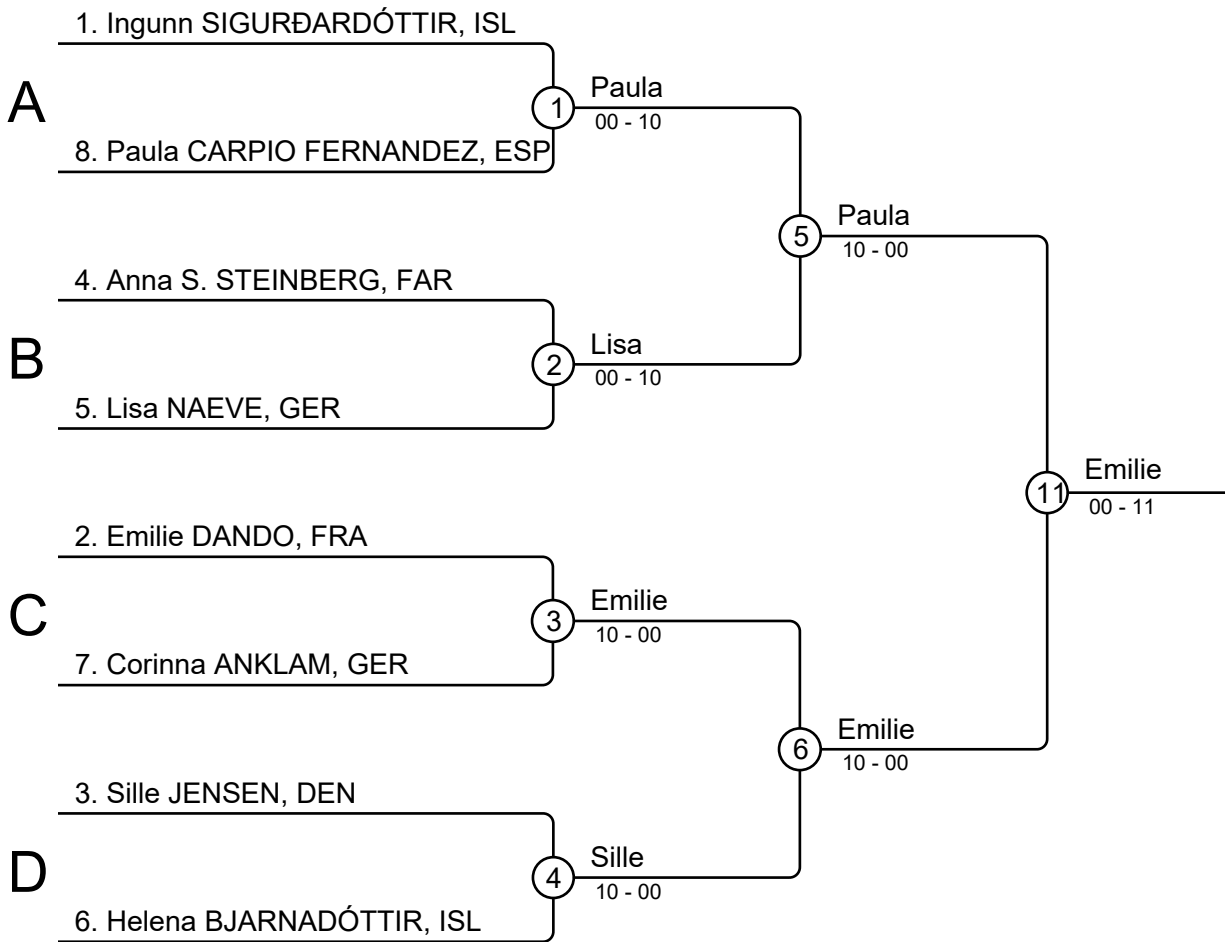 1. Ingunn SIGURÐARDÓTTIR, ISL
A
1
Paula
00 - 10
8. Paula CARPIO FERNANDEZ, ESP
5
Paula
10 - 00
4. Anna S. STEINBERG, FAR
B
2
Lisa
00 - 10
5. Lisa NAEVE, GER
11
Emilie
00 - 11
2. Emilie DANDO, FRA
C
3
Emilie
10 - 00
7. Corinna ANKLAM, GER
6
Emilie
10 - 00
3. Sille JENSEN, DEN
D
4
Sille
10 - 00
6. Helena BJARNADÓTTIR, ISL